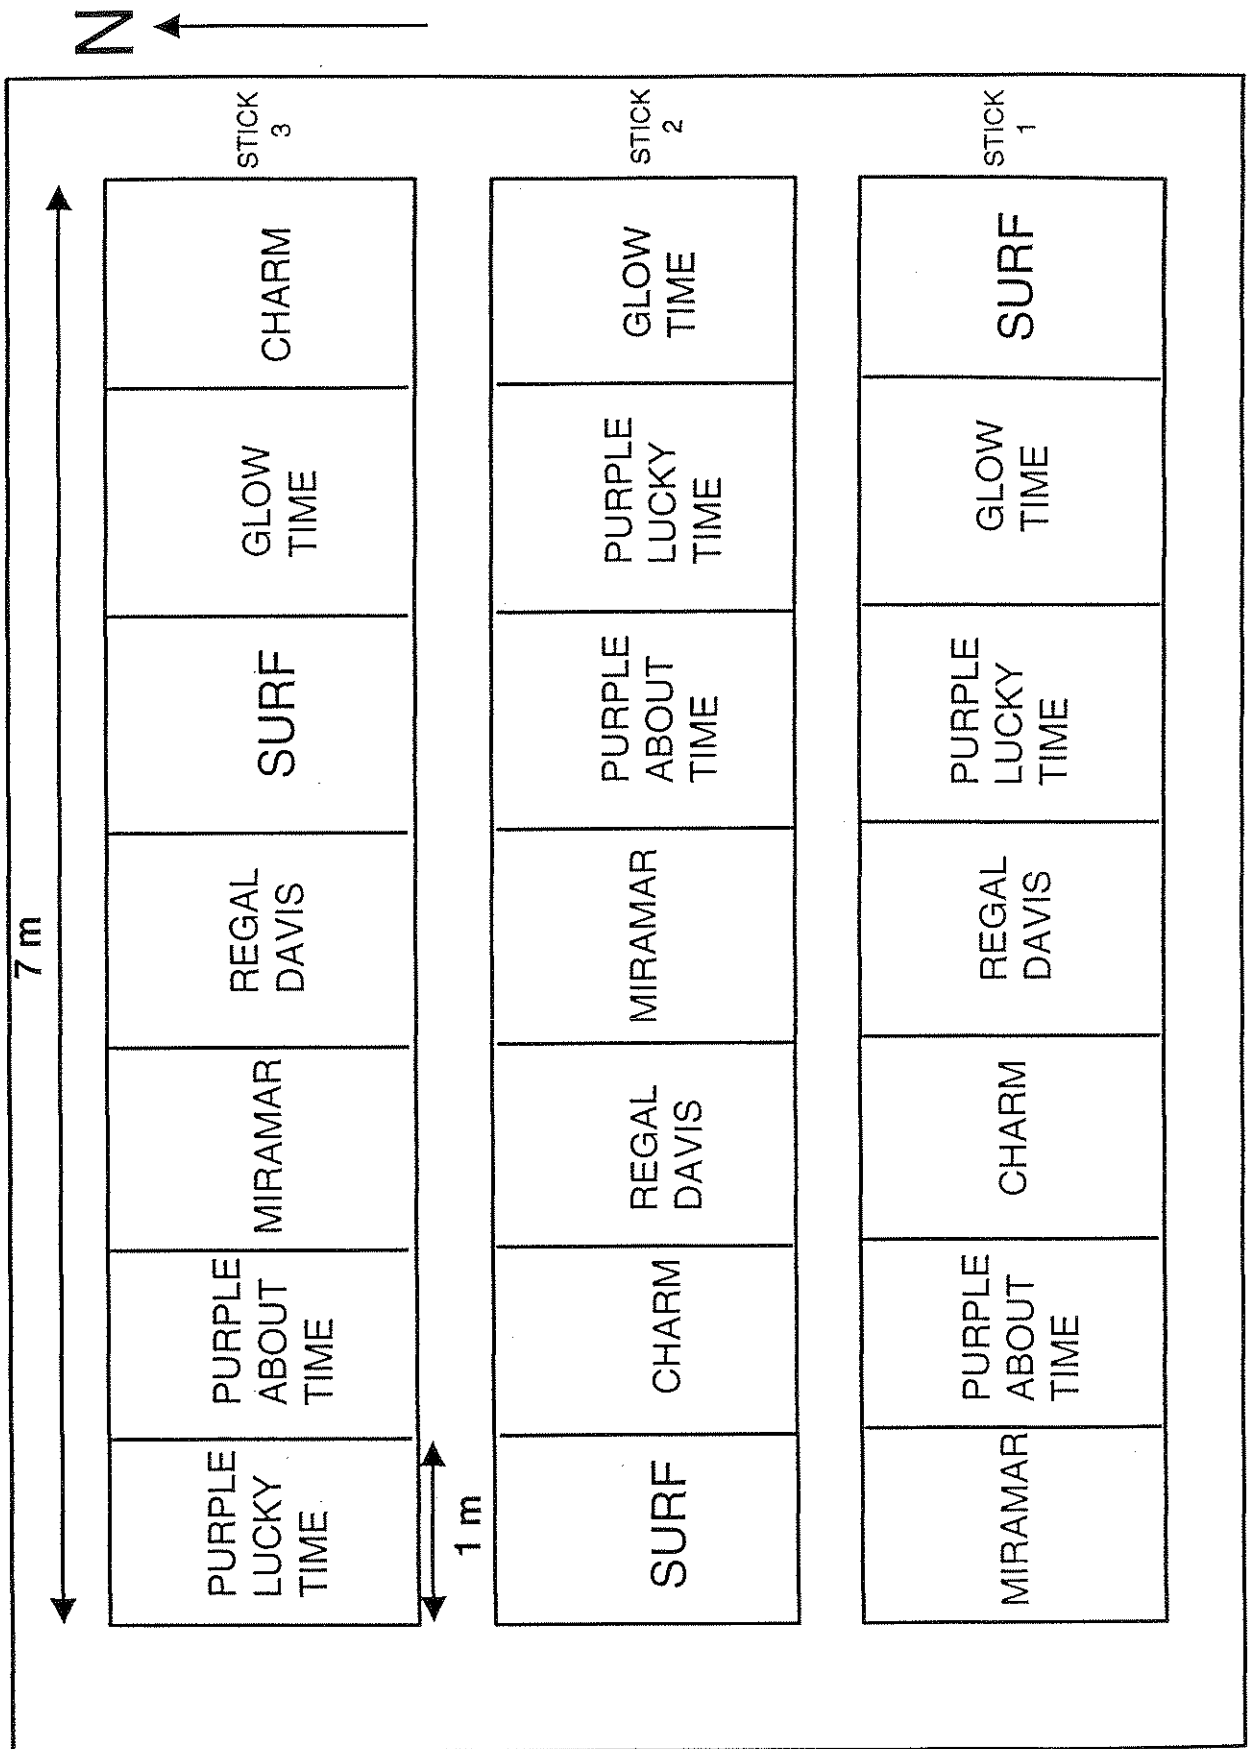 N
7 m
PURPLE
LUCKY
TIME
PURPLE
ABOUT
TIME
MIRAMAR
REGAL
DAVIS
SURF
GLOW
TIME
CHARM
STICK
3
1 m
SURF
CHARM
REGAL
DAVIS
MIRAMAR
PURPLE
ABOUT
TIME
PURPLE
LUCKY
TIME
GLOW
TIME
STICK
2
MIRAMAR
PURPLE
ABOUT
TIME
CHARM
REGAL
DAVIS
PURPLE
LUCKY
TIME
GLOW
TIME
SURF
STICK
1